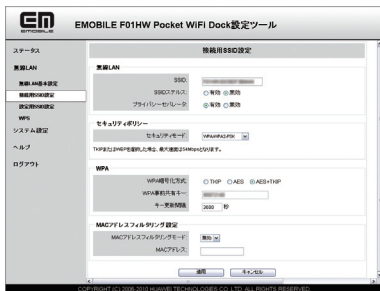 EM
EMOBILE
EMOBILE F01HW Pocket WiFi Dock設定ツール
ステータス
無線LAN
無線LAN基本設定
接続用SSID設定
設定用SSID設定
WPS
システム設定
ヘルプ
ログアウト
接続用SSID設定
無線LAN
SSID:
SSIDステルス: 有効 無効
プライバシーセパレータ: 有効 無効
セキュリティポリシー
セキュリティモード: WPA/WPA2-PSK
TKIPまたはWEPを選択した場合、最大速度は54Mbpsとなります。
WPA
WPA暗号化方式: TKIP AES AES+TKIP
WPA事前共有キー:
キー更新間隔: 3600 秒
MACアドレスフィルタリング設定
MACアドレスフィルタリングモード: 無効
MACアドレス:
適用 キャンセル
COPYRIGHT (C) 2006-2010 HUAWEI TECHNOLOGIES CO. LTD. ALL RIGHTS RESERVED.